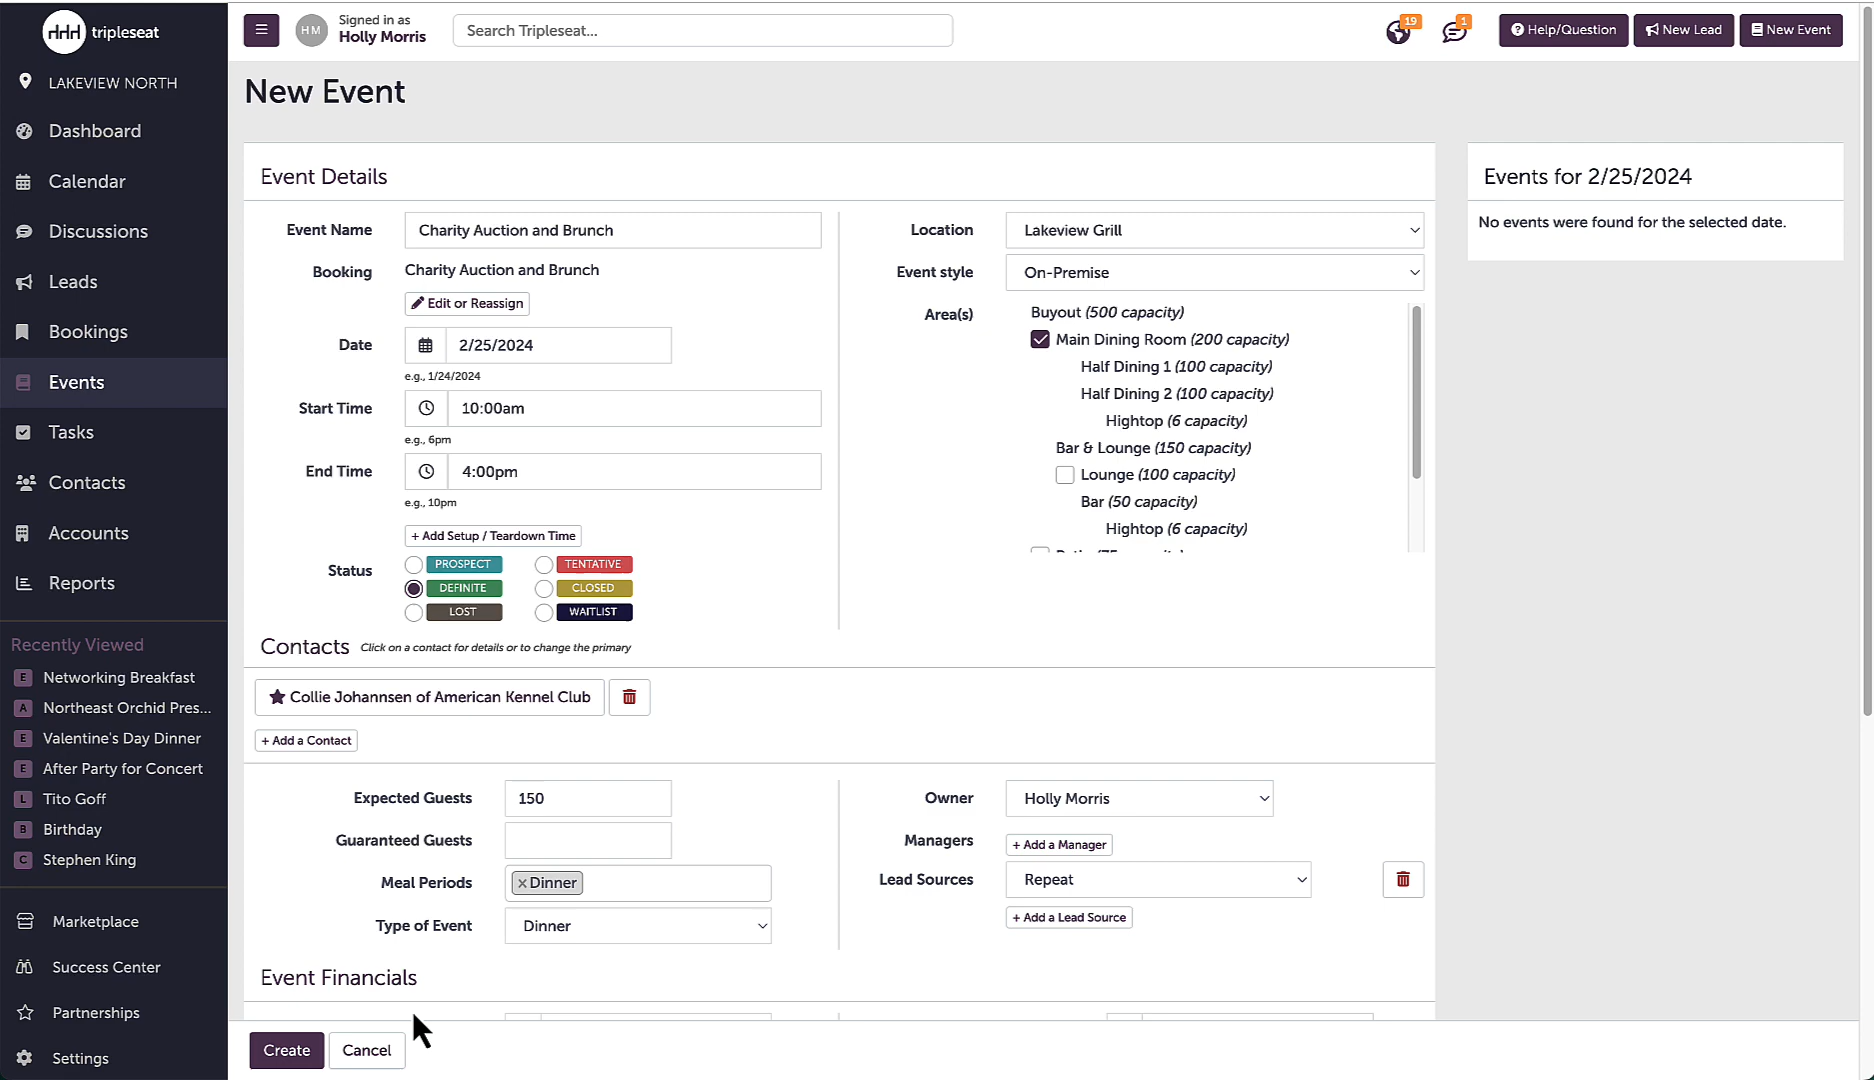 tripleseat
LAKEVIEW NORTH
Dashboard
Calendar
Discussions
Leads
Bookings
Events
Tasks
Contacts
Accounts
Reports
Recently Viewed
E Networking Breakfast
A Northeast Orchid Pres...
E Valentine's Day Dinner
E After Party for Concert
L Tito Goff
B Birthday
C Stephen King
Marketplace
Success Center
Partnerships
Settings
HM
Signed in as
Holly Morris
Search Tripleseat...
19
1
Help/Question
New Lead
New Event
New Event
Event Details
Event Name Charity Auction and Brunch
Booking Charity Auction and Brunch
Edit or Reassign
Date 2/25/2024
e.g., 1/24/2024
Start Time 10:00am
e.g., 6pm
End Time 4:00pm
e.g., 10pm
+ Add Setup / Teardown Time
Status PROSPECT TENTATIVE
DEFINITE CLOSED
LOST WAITLIST
Location Lakeview Grill
Event style On-Premise
Area(s) Buyout (500 capacity)
Main Dining Room (200 capacity)
Half Dining 1 (100 capacity)
Half Dining 2 (100 capacity)
Hightop (6 capacity)
Bar & Lounge (150 capacity)
Lounge (100 capacity)
Bar (50 capacity)
Hightop (6 capacity)
Contacts Click on a contact for details or to change the primary
Collie Johannsen of American Kennel Club
+ Add a Contact
Expected Guests 150
Guaranteed Guests
Meal Periods × Dinner
Type of Event Dinner
Owner Holly Morris
Managers + Add a Manager
Lead Sources Repeat
+ Add a Lead Source
Event Financials
Create Cancel
Events for 2/25/2024
No events were found for the selected date.